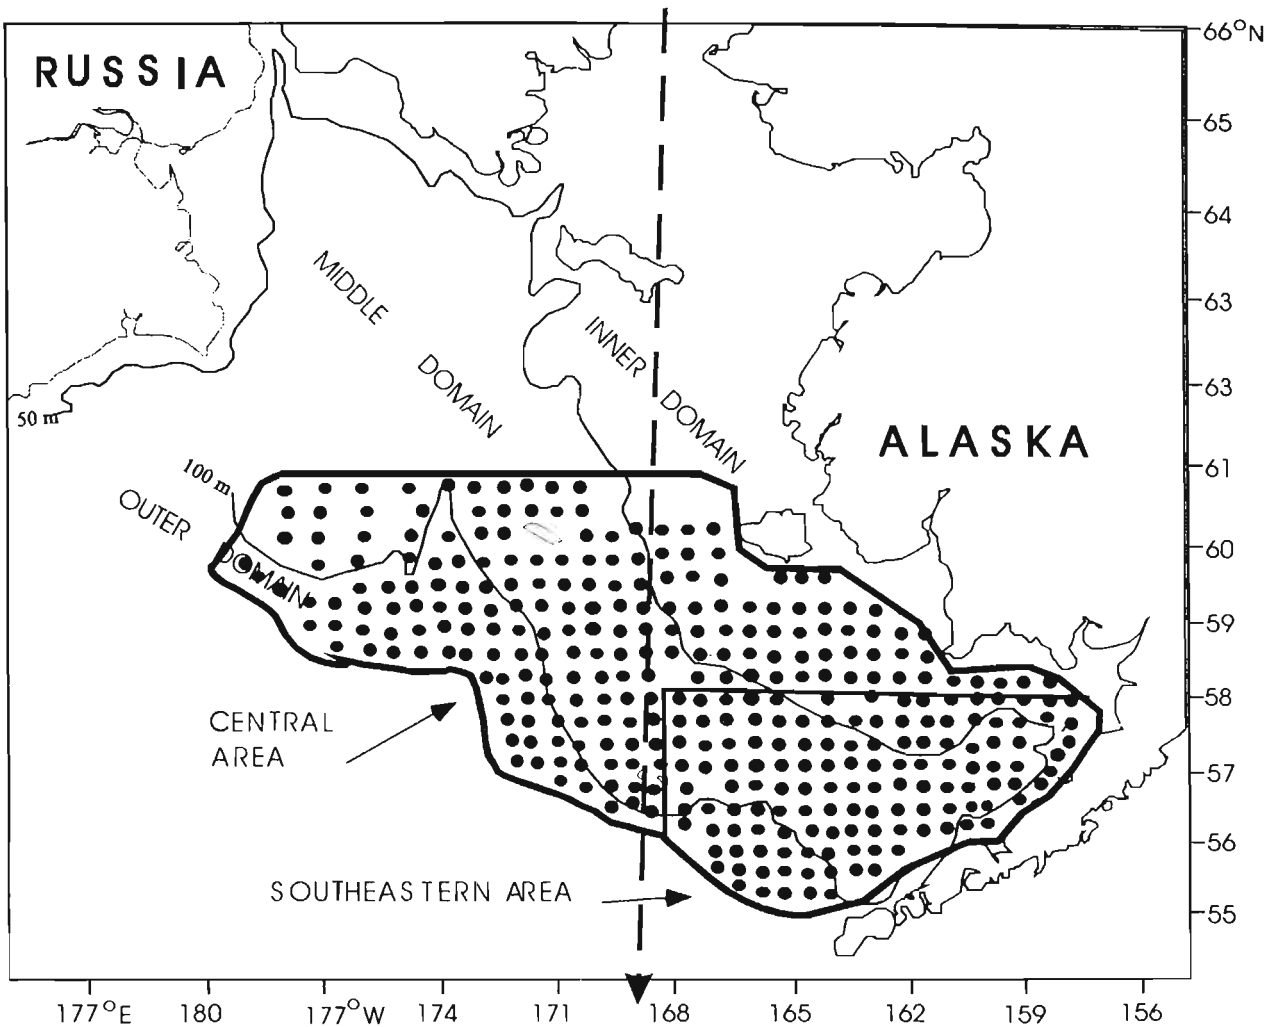 66°N
RUSSIA
65
64
MIDDLE
63
INNER
DOMAIN
DOMAIN
63
50 m
ALASKA
100 m
61
OUTER
DOMAIN
60
59
58
CENTRAL
AREA
57
56
SOUTHEASTERN AREA
55
177°E 180 177°W 174 171 168 165 162 159 156